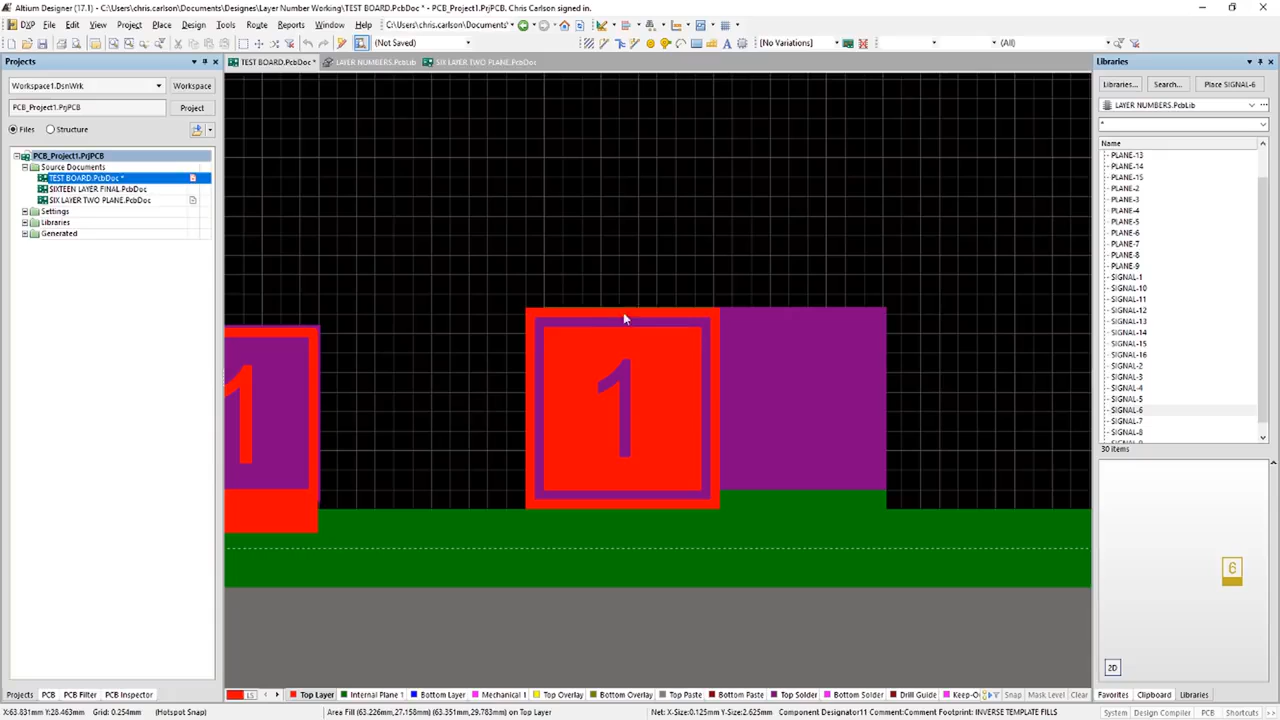 Altium Designer (17.1) - C:\Users\chris.carlson\Documents\Designes\Layer Number Working\TEST BOARD.PcbDoc * - PCB_Project1.PrjPCB. Chris Carlson signed in.
DXP File Edit View Project Place Design Tools Route Reports Window Help C:\Users\chris.carlson\Documents\
(Not Saved) [No Variations] (All)
Projects
TEST BOARD.PcbDoc * LAYER NUMBERS.PcbLib SIX LAYER TWO PLANE.PcbDoc
Libraries
Workspace1.DsnWrk Workspace
PCB_Project1.PrjPCB Project
Files Structure
PCB_Project1.PrjPCB
Source Documents
TEST BOARD.PcbDoc *
SIXTEEN LAYER FINAL.PcbDoc
SIX LAYER TWO PLANE.PcbDoc
Settings
Libraries
Generated
1
1
Libraries... Search... Place SIGNAL-6
LAYER NUMBERS.PcbLib
*
Name
PLANE-13
PLANE-14
PLANE-15
PLANE-2
PLANE-3
PLANE-4
PLANE-5
PLANE-6
PLANE-7
PLANE-8
PLANE-9
SIGNAL-1
SIGNAL-10
SIGNAL-11
SIGNAL-12
SIGNAL-13
SIGNAL-14
SIGNAL-15
SIGNAL-16
SIGNAL-2
SIGNAL-3
SIGNAL-4
SIGNAL-5
SIGNAL-6
SIGNAL-7
SIGNAL-8
30 items
6
2D
Projects PCB PCB Filter PCB Inspector
LS Top Layer Internal Plane 1 Bottom Layer Mechanical 1 Top Overlay Bottom Overlay Top Paste Bottom Paste Top Solder Bottom Solder Drill Guide Keep-O Snap Mask Level Clear
Favorites Clipboard Libraries
X:63.831mm Y:28.463mm Grid: 0.254mm (Hotspot Snap) Area Fill (63.226mm,27.158mm) (63.351mm,29.783mm) on Top Layer Net: X-Size:0.125mm Y-Size:2.625mm Component Designator11 Comment:Comment Footprint: INVERSE TEMPLATE FILLS
System Design Compiler PCB Shortcuts >>